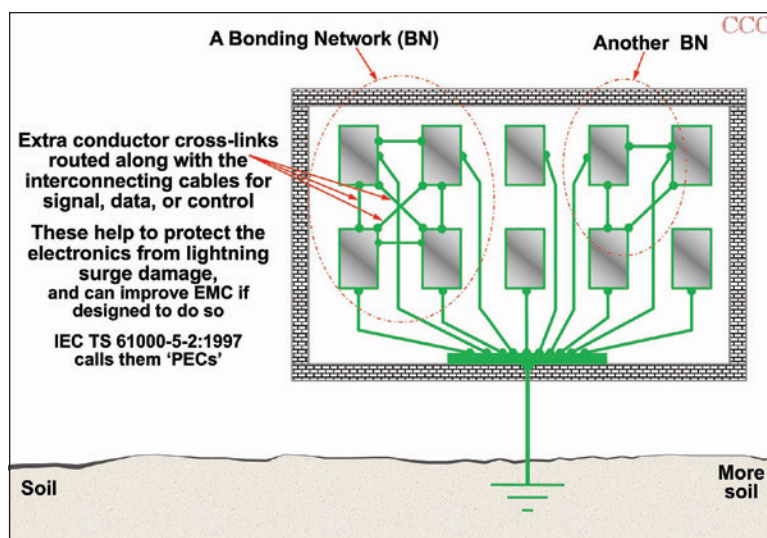 CCC
A Bonding Network (BN)
Another BN
Extra conductor cross-links
routed along with the
interconnecting cables for
signal, data, or control
These help to protect the
electronics from lightning
surge damage,
and can improve EMC if
designed to do so
IEC TS 61000-5-2:1997
calls them ‘PECs’
Soil
More
soil